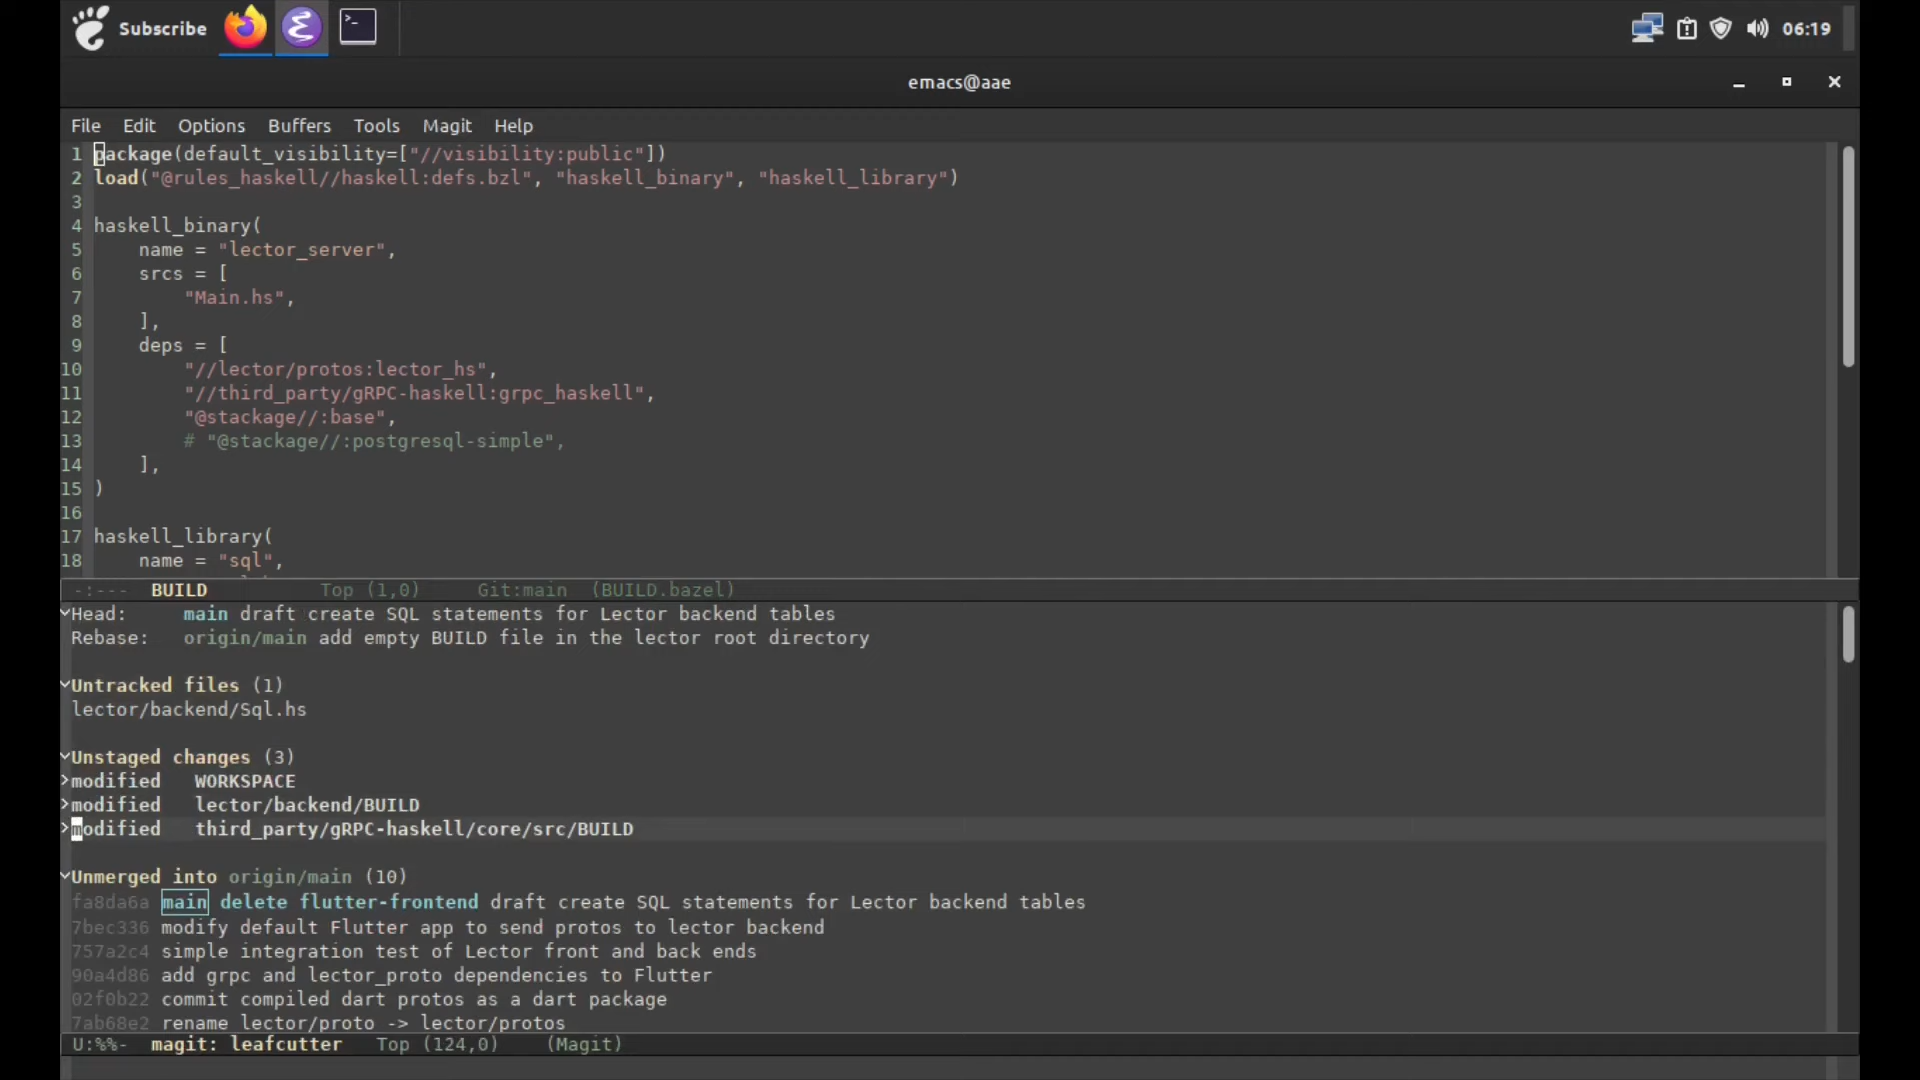 Subscribe
06:19
emacs@aae
File Edit Options Buffers Tools Magit Help
1 package(default_visibility=["//visibility:public"])
2 load("@rules_haskell//haskell:defs.bzl", "haskell_binary", "haskell_library")
3
4 haskell_binary(
5     name = "lector_server",
6     srcs = [
7         "Main.hs",
8     ],
9     deps = [
10         "//lector/protos:lector_hs",
11         "//third_party/gRPC-haskell:grpc_haskell",
12         "@stackage//:base",
13         # "@stackage//:postgresql-simple",
14     ],
15 )
16
17 haskell_library(
18     name = "sql",
-:--- BUILD Top (1,0) Git:main (BUILD.bazel)
Head: main draft create SQL statements for Lector backend tables
Rebase: origin/main add empty BUILD file in the lector root directory
Untracked files (1)
lector/backend/Sql.hs
Unstaged changes (3)
modified WORKSPACE
modified lector/backend/BUILD
modified third_party/gRPC-haskell/core/src/BUILD
Unmerged into origin/main (10)
fa8da6a main delete flutter-frontend draft create SQL statements for Lector backend tables
7bec336 modify default Flutter app to send protos to lector backend
757a2c4 simple integration test of Lector front and back ends
90a4d86 add grpc and lector_proto dependencies to Flutter
02f0b22 commit compiled dart protos as a dart package
7ab68e2 rename lector/proto -> lector/protos
U:%%- magit: leafcutter Top (124,0) (Magit)